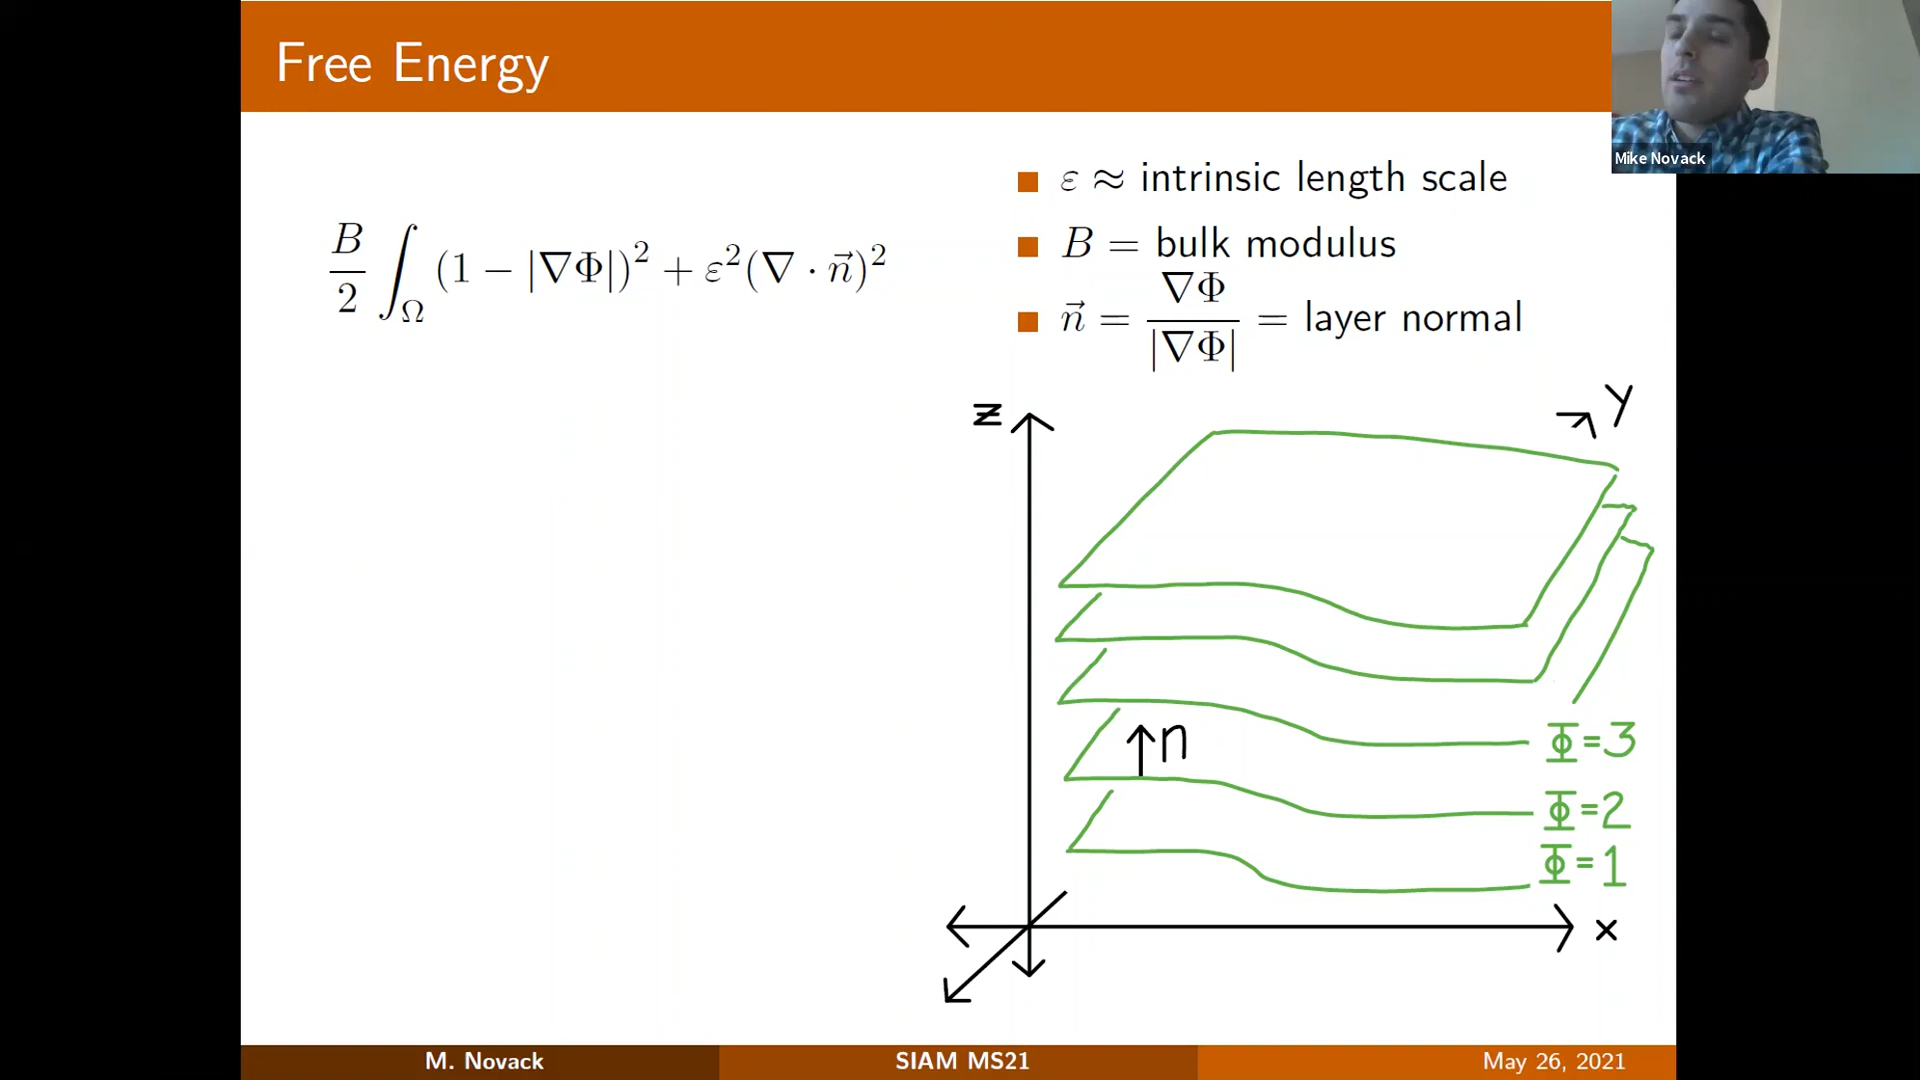 Free Energy
Mike Novack
ε ≈ intrinsic length scale
B = bulk modulus
n⃗ = ∇Φ / |∇Φ| = layer normal
B/2 ∫_Ω (1 − |∇Φ|)² + ε²(∇ · n⃗)²
z
y
n
Φ=3
Φ=2
Φ=1
x
M. Novack
SIAM MS21
May 26, 2021